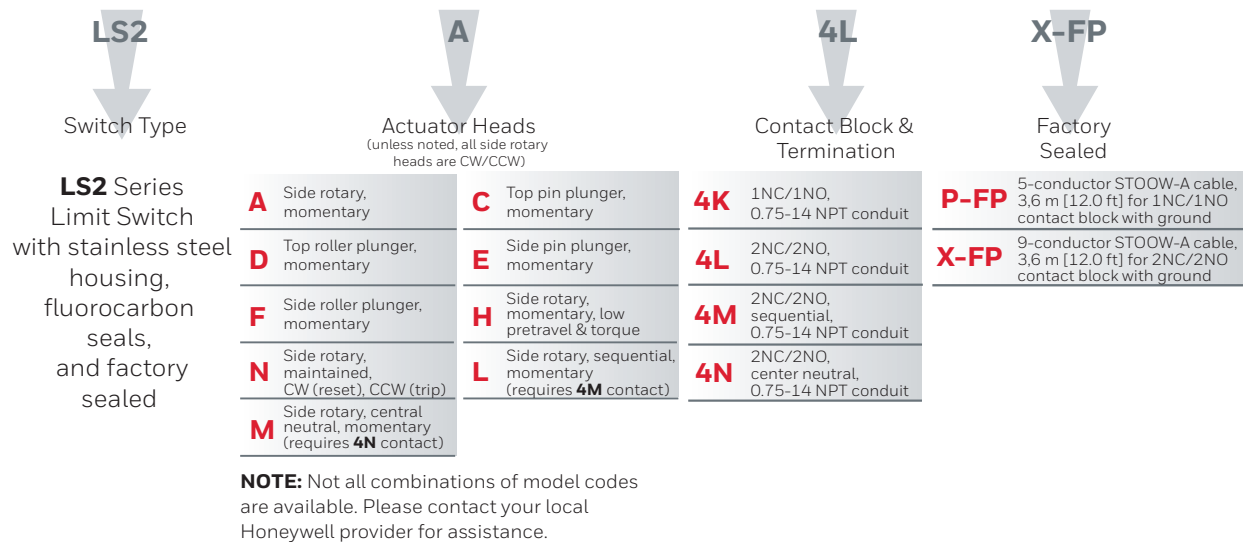 LS2
A
4L
X-FP
Switch Type
LS2 Series
Limit Switch
with stainless steel
housing,
fluorocarbon
seals,
and factory
sealed
Actuator Heads
(unless noted, all side rotary
heads are CW/CCW)
A Side rotary,
momentary
D Top roller plunger,
momentary
F Side roller plunger,
momentary
N Side rotary,
maintained,
CW (reset), CCW (trip)
M Side rotary, central
neutral, momentary
(requires 4N contact)
C Top pin plunger,
momentary
E Side pin plunger,
momentary
H Side rotary,
momentary, low
pretravel & torque
L Side rotary, sequential,
momentary
(requires 4M contact)
NOTE: Not all combinations of model codes
are available. Please contact your local
Honeywell provider for assistance.
Contact Block &
Termination
4K 1NC/1NO,
0.75-14 NPT conduit
4L 2NC/2NO,
0.75-14 NPT conduit
4M 2NC/2NO,
sequential,
0.75-14 NPT conduit
4N 2NC/2NO,
center neutral,
0.75-14 NPT conduit
Factory
Sealed
P-FP 5-conductor STOOW-A cable,
3,6 m [12.0 ft] for 1NC/1NO
contact block with ground
X-FP 9-conductor STOOW-A cable,
3,6 m [12.0 ft] for 2NC/2NO
contact block with ground